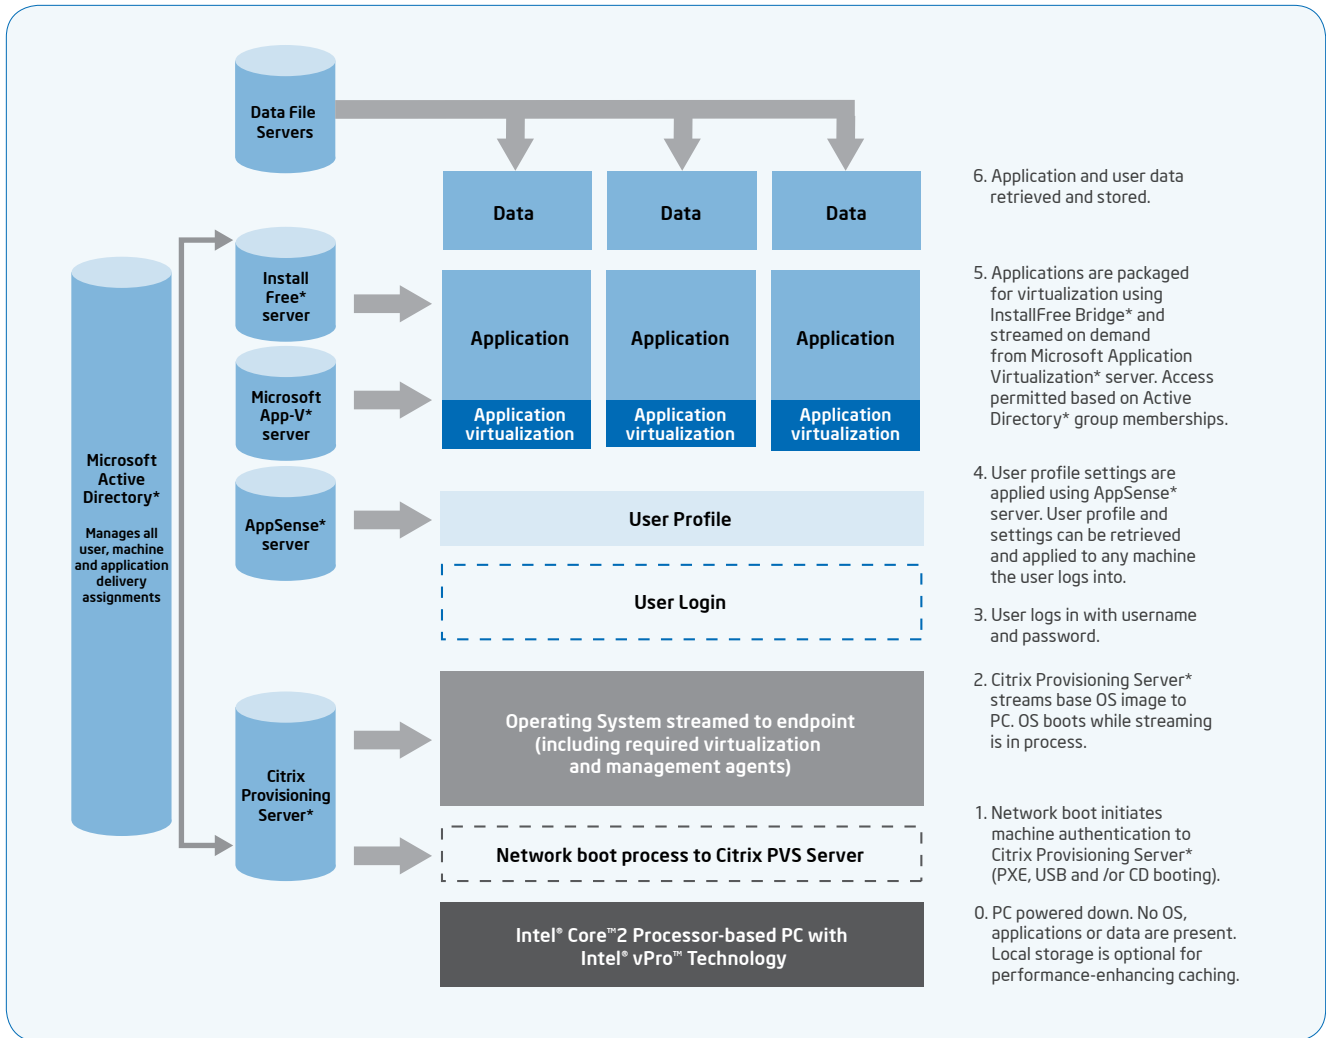 Data File
Servers
Data
Data
Data
6. Application and user data
retrieved and stored.
Install
Free*
server
Application
Application
Application
5. Applications are packaged
for virtualization using
InstallFree Bridge* and
streamed on demand
from Microsoft Application
Virtualization* server. Access
permitted based on Active
Directory* group memberships.
Microsoft
App-V*
server
Application
virtualization
Application
virtualization
Application
virtualization
Microsoft
Active
Directory*
Manages all
user, machine
and application
delivery
assignments
AppSense*
server
User Profile
4. User profile settings are
applied using AppSense*
server. User profile and
settings can be retrieved
and applied to any machine
the user logs into.
User Login
3. User logs in with username
and password.
Citrix
Provisioning
Server*
Operating System streamed to endpoint
(including required virtualization
and management agents)
2. Citrix Provisioning Server*
streams base OS image to
PC. OS boots while streaming
is in process.
Network boot process to Citrix PVS Server
1. Network boot initiates
machine authentication to
Citrix Provisioning Server*
(PXE, USB and /or CD booting).
Intel® Core™2 Processor-based PC with
Intel® vPro™ Technology
0. PC powered down. No OS,
applications or data are present.
Local storage is optional for
performance-enhancing caching.